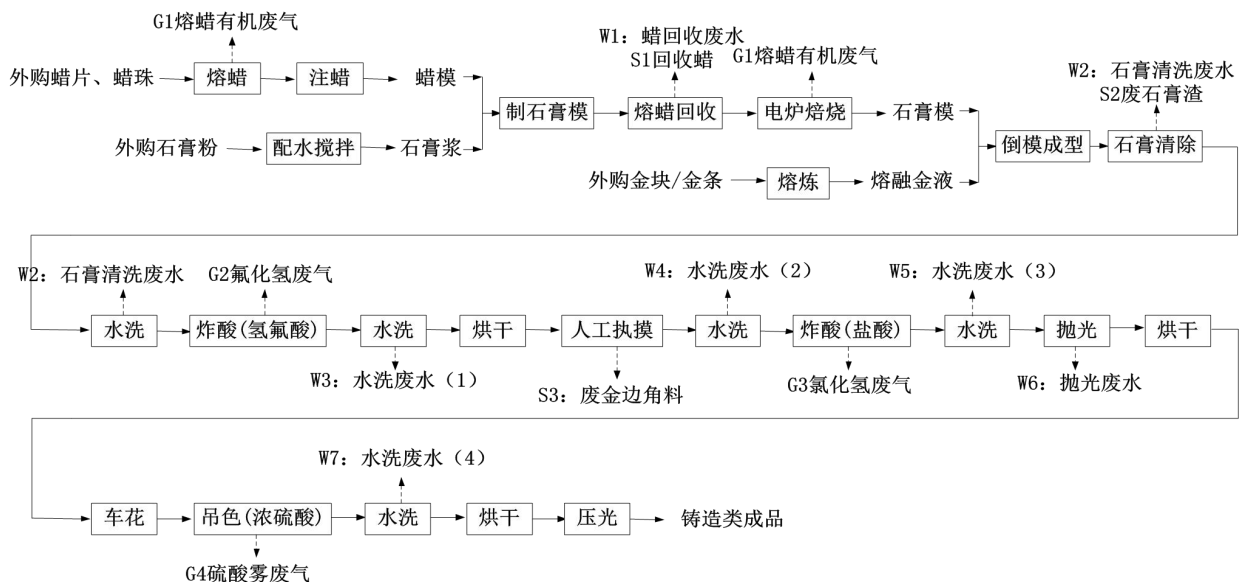 G1熔蜡有机废气
外购蜡片、蜡珠
熔蜡
注蜡
蜡模
外购石膏粉
配水搅拌
石膏浆
制石膏模
W1：蜡回收废水
S1回收蜡
熔蜡回收
G1熔蜡有机废气
电炉焙烧
石膏模
外购金块/金条
熔炼
熔融金液
倒模成型
W2：石膏清洗废水
S2废石膏渣
石膏清除
W2：石膏清洗废水
水洗
G2氟化氢废气
炸酸(氢氟酸)
水洗
W3：水洗废水（1）
烘干
人工执摸
S3：废金边角料
W4：水洗废水（2）
水洗
炸酸(盐酸)
G3氯化氢废气
W5：水洗废水（3）
水洗
抛光
W6：抛光废水
烘干
车花
吊色(浓硫酸)
G4硫酸雾废气
W7：水洗废水（4）
水洗
烘干
压光
铸造类成品